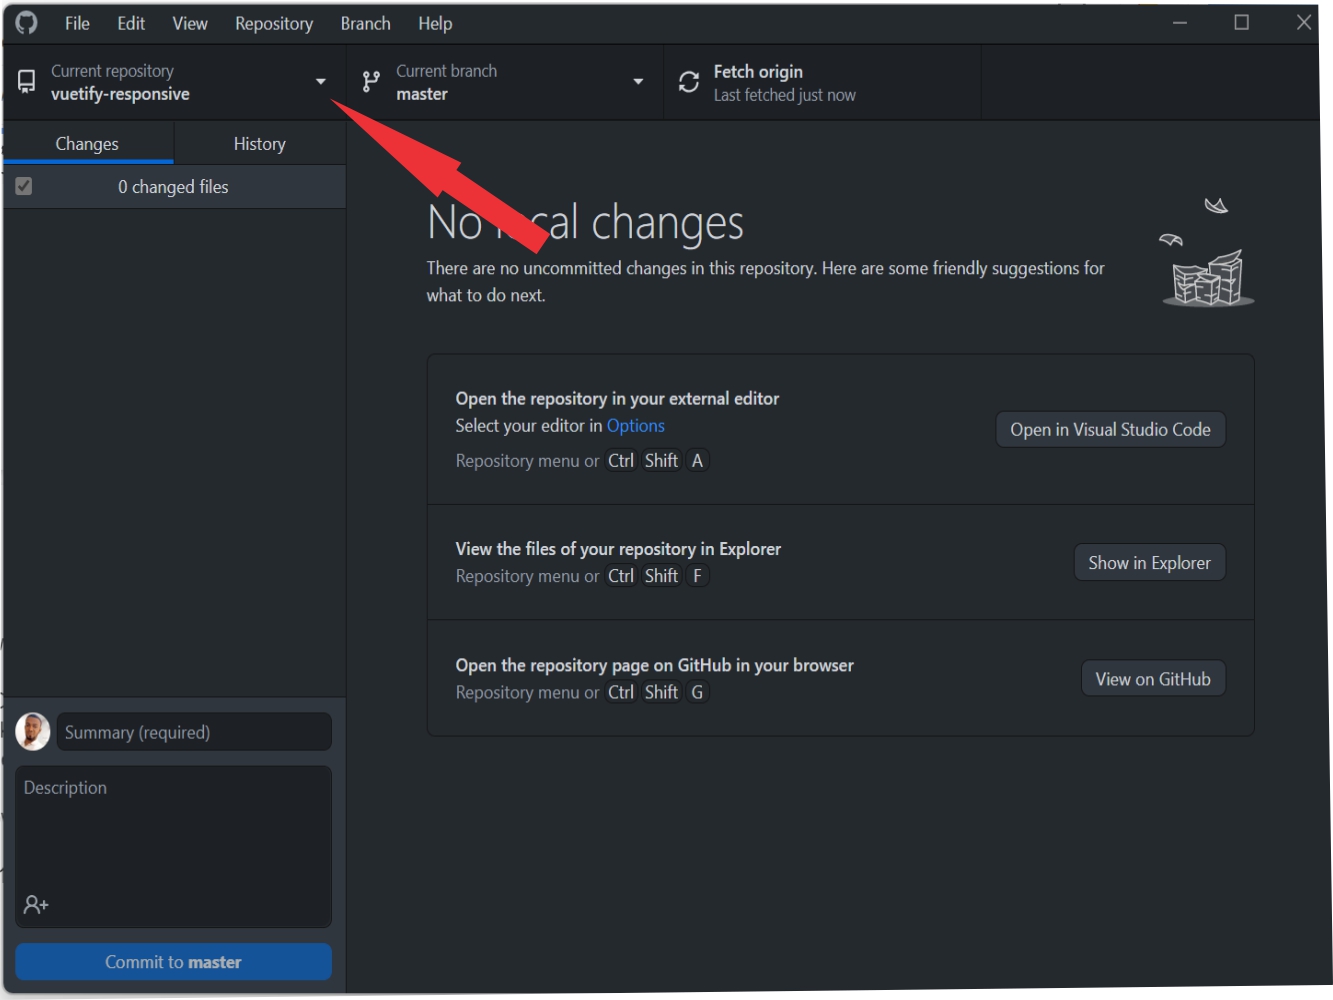 File Edit View Repository Branch Help
Current repository
vuetify-responsive
Current branch
master
Fetch origin
Last fetched just now
Changes
History
0 changed files
No local changes
There are no uncommitted changes in this repository. Here are some friendly suggestions for
what to do next.
Open the repository in your external editor
Select your editor in Options
Repository menu or Ctrl Shift A
Open in Visual Studio Code
View the files of your repository in Explorer
Repository menu or Ctrl Shift F
Show in Explorer
Open the repository page on GitHub in your browser
Repository menu or Ctrl Shift G
View on GitHub
Summary (required)
Description
Commit to master